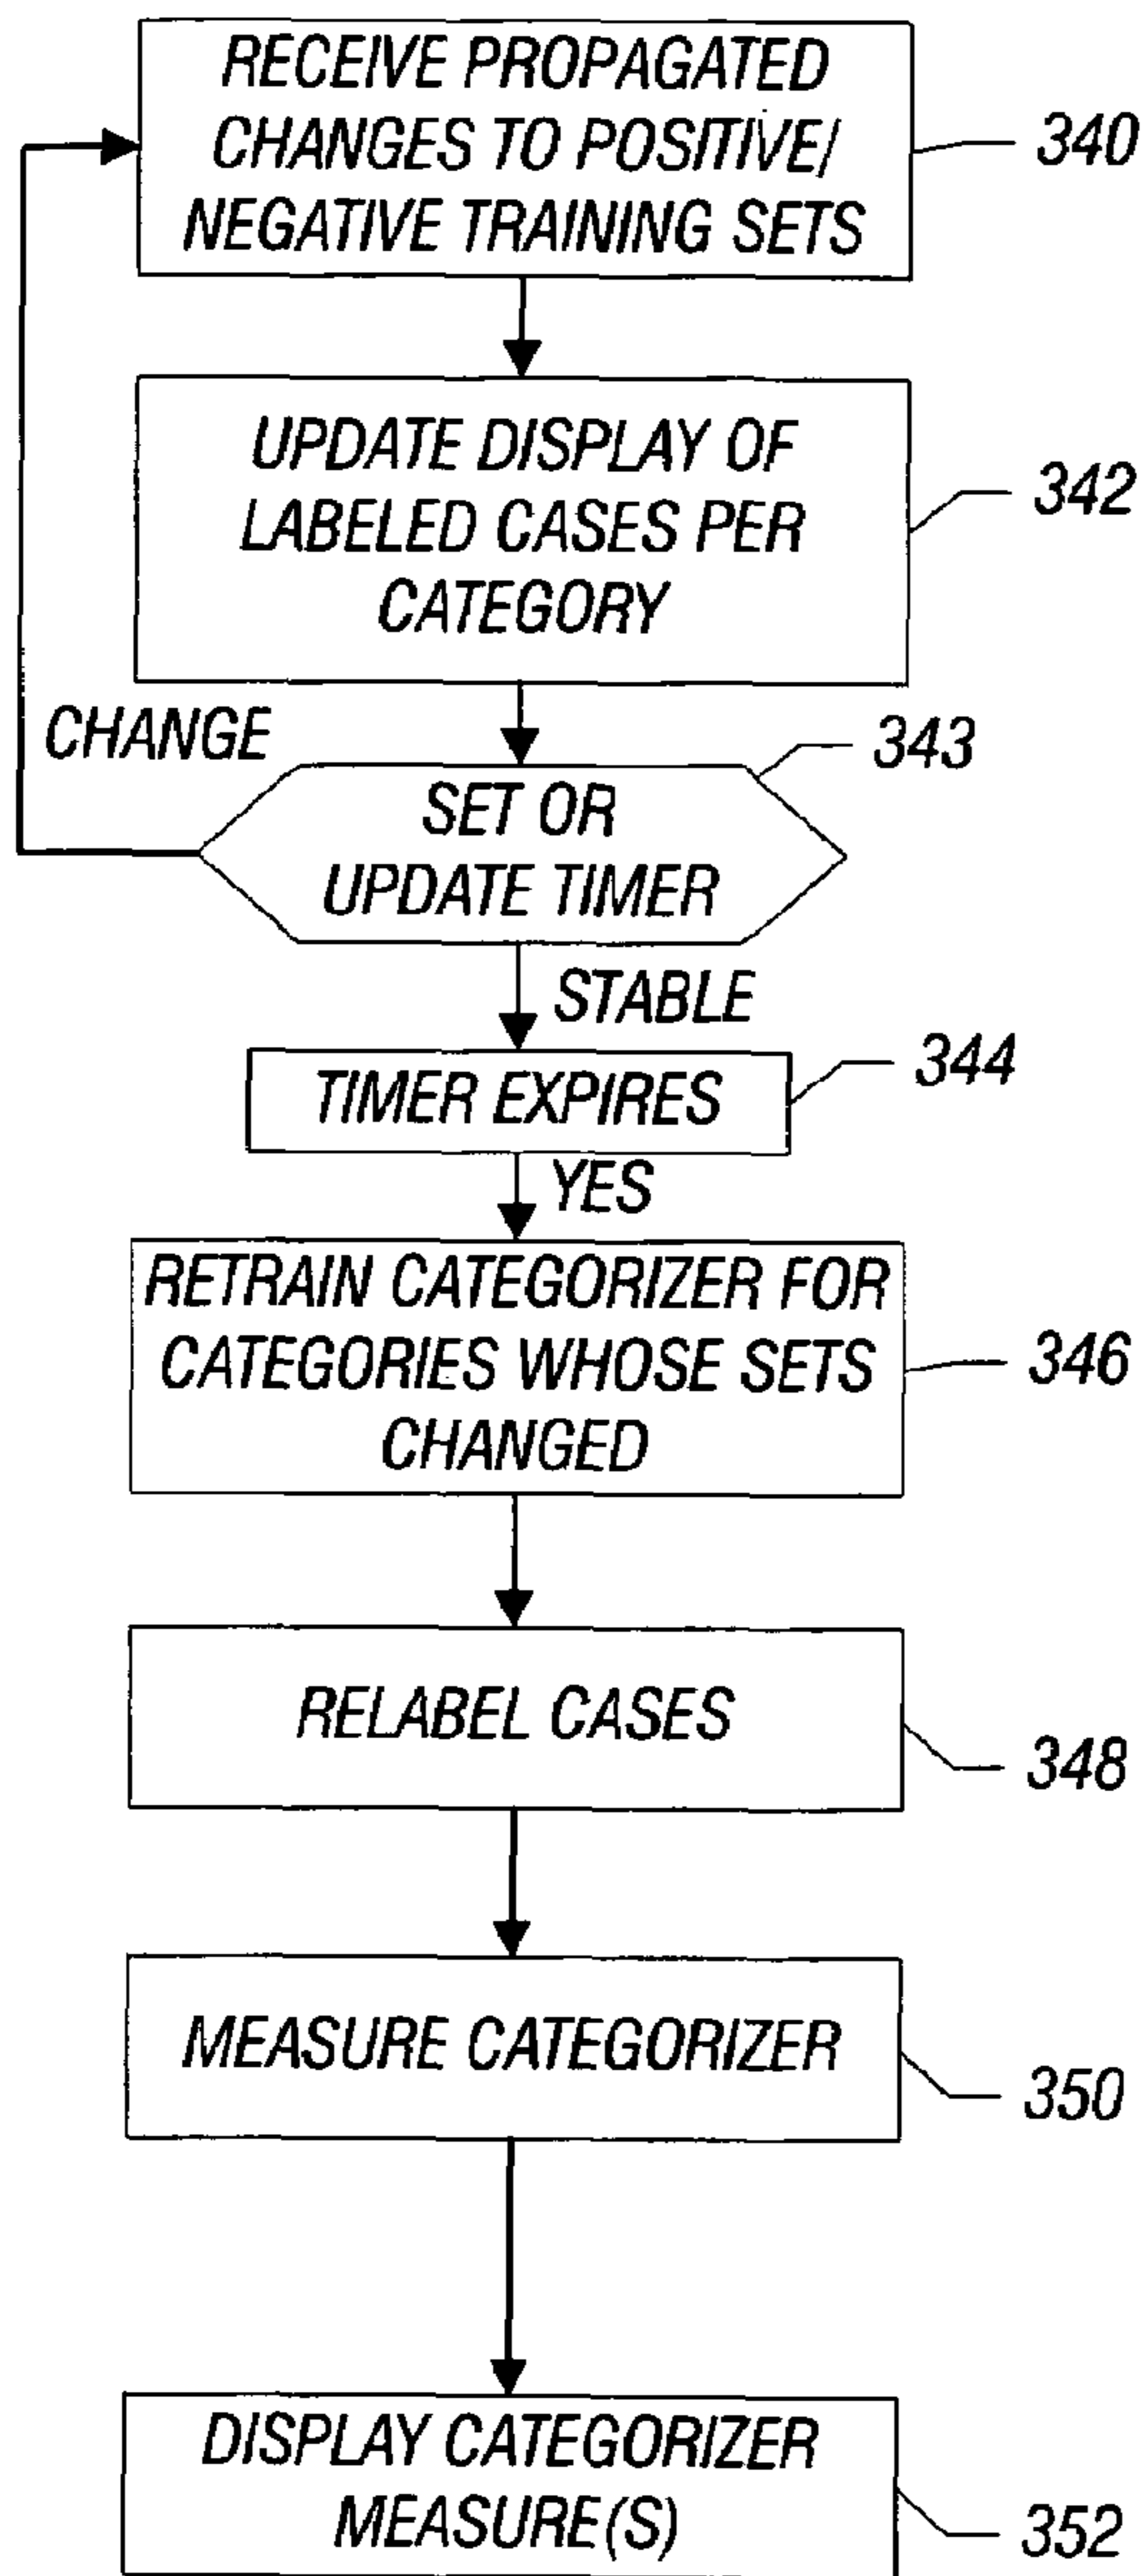 RECEIVE PROPAGATED
CHANGES TO POSITIVE/
NEGATIVE TRAINING SETS
340
UPDATE DISPLAY OF
LABELED CASES PER
CATEGORY
342
CHANGE
343
SET OR
UPDATE TIMER
STABLE
344
TIMER EXPIRES
YES
RETRAIN CATEGORIZER FOR
CATEGORIES WHOSE SETS
CHANGED
346
RELABEL CASES
348
MEASURE CATEGORIZER
350
DISPLAY CATEGORIZER
MEASURE(S)
352